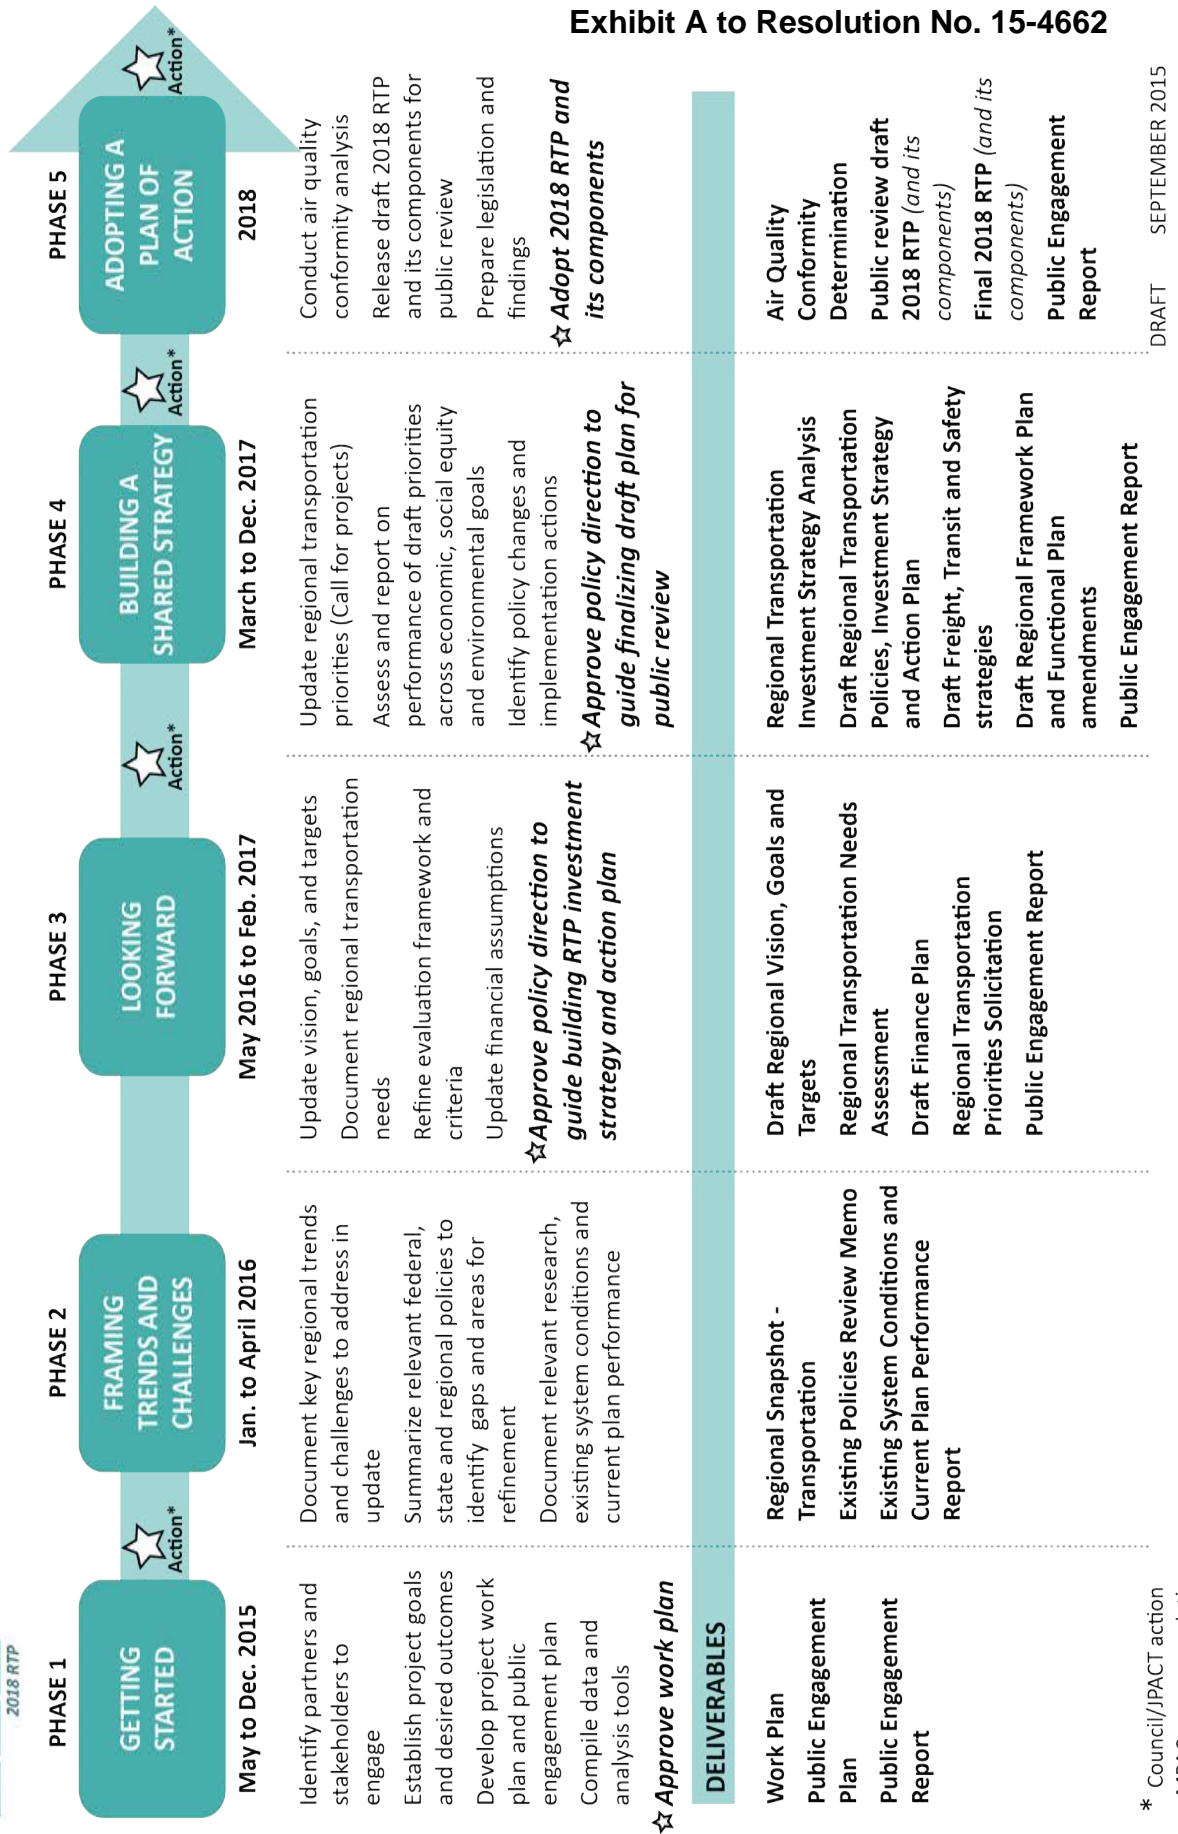 Exhibit A to Resolution No. 15-4662
2018 RTP
PHASE 1
GETTING
STARTED
May to Dec. 2015
Action*
Identify partners and
stakeholders to
engage
Establish project goals
and desired outcomes
Develop project work
plan and public
engagement plan
Compile data and
analysis tools
☆ Approve work plan
PHASE 2
FRAMING
TRENDS AND
CHALLENGES
Jan. to April 2016
Document key regional trends
and challenges to address in
update
Summarize relevant federal,
state and regional policies to
identify gaps and areas for
refinement
Document relevant research,
existing system conditions and
current plan performance
PHASE 3
LOOKING
FORWARD
May 2016 to Feb. 2017
Action*
Update vision, goals, and targets
Document regional transportation
needs
Refine evaluation framework and
criteria
Update financial assumptions
☆Approve policy direction to
guide building RTP investment
strategy and action plan
PHASE 4
BUILDING A
SHARED STRATEGY
March to Dec. 2017
Action*
Update regional transportation
priorities (Call for projects)
Assess and report on
performance of draft priorities
across economic, social equity
and environmental goals
Identify policy changes and
implementation actions
☆ Approve policy direction to
guide finalizing draft plan for
public review
PHASE 5
ADOPTING A
PLAN OF
ACTION
2018
Action*
Conduct air quality
conformity analysis
Release draft 2018 RTP
and its components for
public review
Prepare legislation and
findings
☆ Adopt 2018 RTP and
its components
DELIVERABLES
Work Plan
Public Engagement
Plan
Public Engagement
Report
Regional Snapshot -
Transportation
Existing Policies Review Memo
Existing System Conditions and
Current Plan Performance
Report
Draft Regional Vision, Goals and
Targets
Regional Transportation Needs
Assessment
Draft Finance Plan
Regional Transportation
Priorities Solicitation
Public Engagement Report
Regional Transportation
Investment Strategy Analysis
Draft Regional Transportation
Policies, Investment Strategy
and Action Plan
Draft Freight, Transit and Safety
strategies
Draft Regional Framework Plan
and Functional Plan
amendments
Public Engagement Report
Air Quality
Conformity
Determination
Public review draft
2018 RTP (and its
components)
Final 2018 RTP (and its
components)
Public Engagement
Report
* Council/JPACT action
DRAFT SEPTEMBER 2015